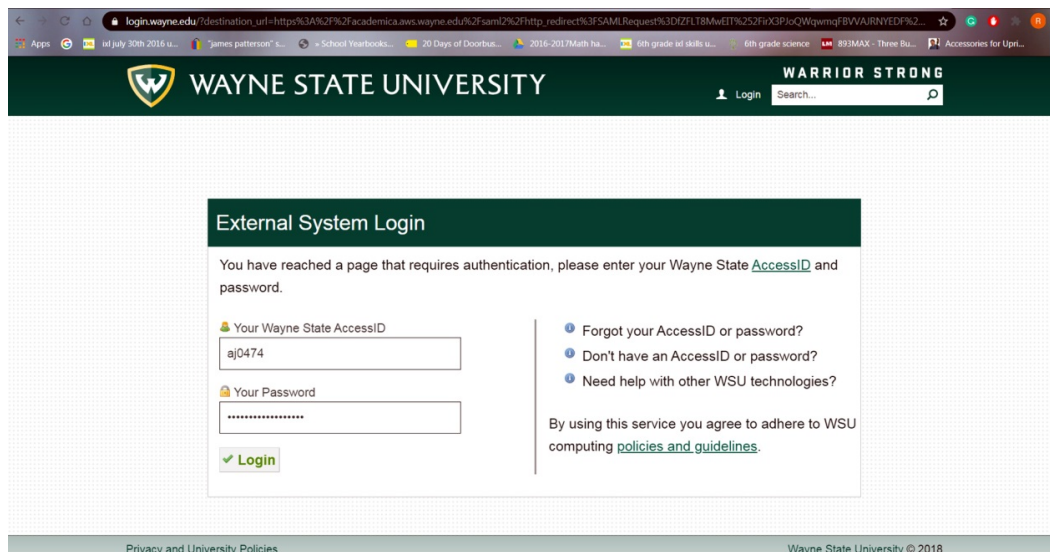 login.wayne.edu/?destination_url=https%3A%2F%2Facademica.aws.wayne.edu%2Fsaml2%2Fhttp_redirect%3FSAMLRequest%3DfZFLT8MwEIT%252FirX3PJoQWqwmqFBVVAJRNYEDF%2...
Apps ixl july 30th 2016 u... "james patterson" s... » School Yearbooks... 20 Days of Doorbus... 2016-2017Math ha... 6th grade ixl skills u... 6th grade science 893MAX - Three Bu... Accessories for Upri...
WARRIOR STRONG
W WAYNE STATE UNIVERSITY
Login Search...
External System Login
You have reached a page that requires authentication, please enter your Wayne State AccessID and
password.
Your Wayne State AccessID
aj0474
Your Password
••••••••••••••••••
Login
Forgot your AccessID or password?
Don't have an AccessID or password?
Need help with other WSU technologies?
By using this service you agree to adhere to WSU
computing policies and guidelines.
Privacy and University Policies
Wayne State University © 2018